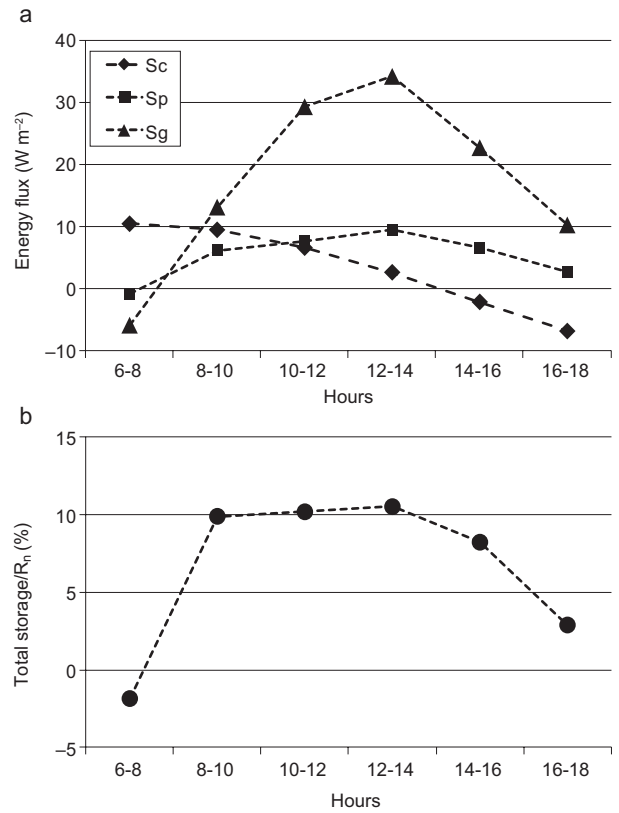 a
Energy flux (W m⁻²)
40
30
20
10
0
–10
Sc
Sp
Sg
6-8 8-10 10-12 12-14 14-16 16-18
Hours
b
Total storage/Rₙ (%)
15
10
5
0
–5
6-8 8-10 10-12 12-14 14-16 16-18
Hours